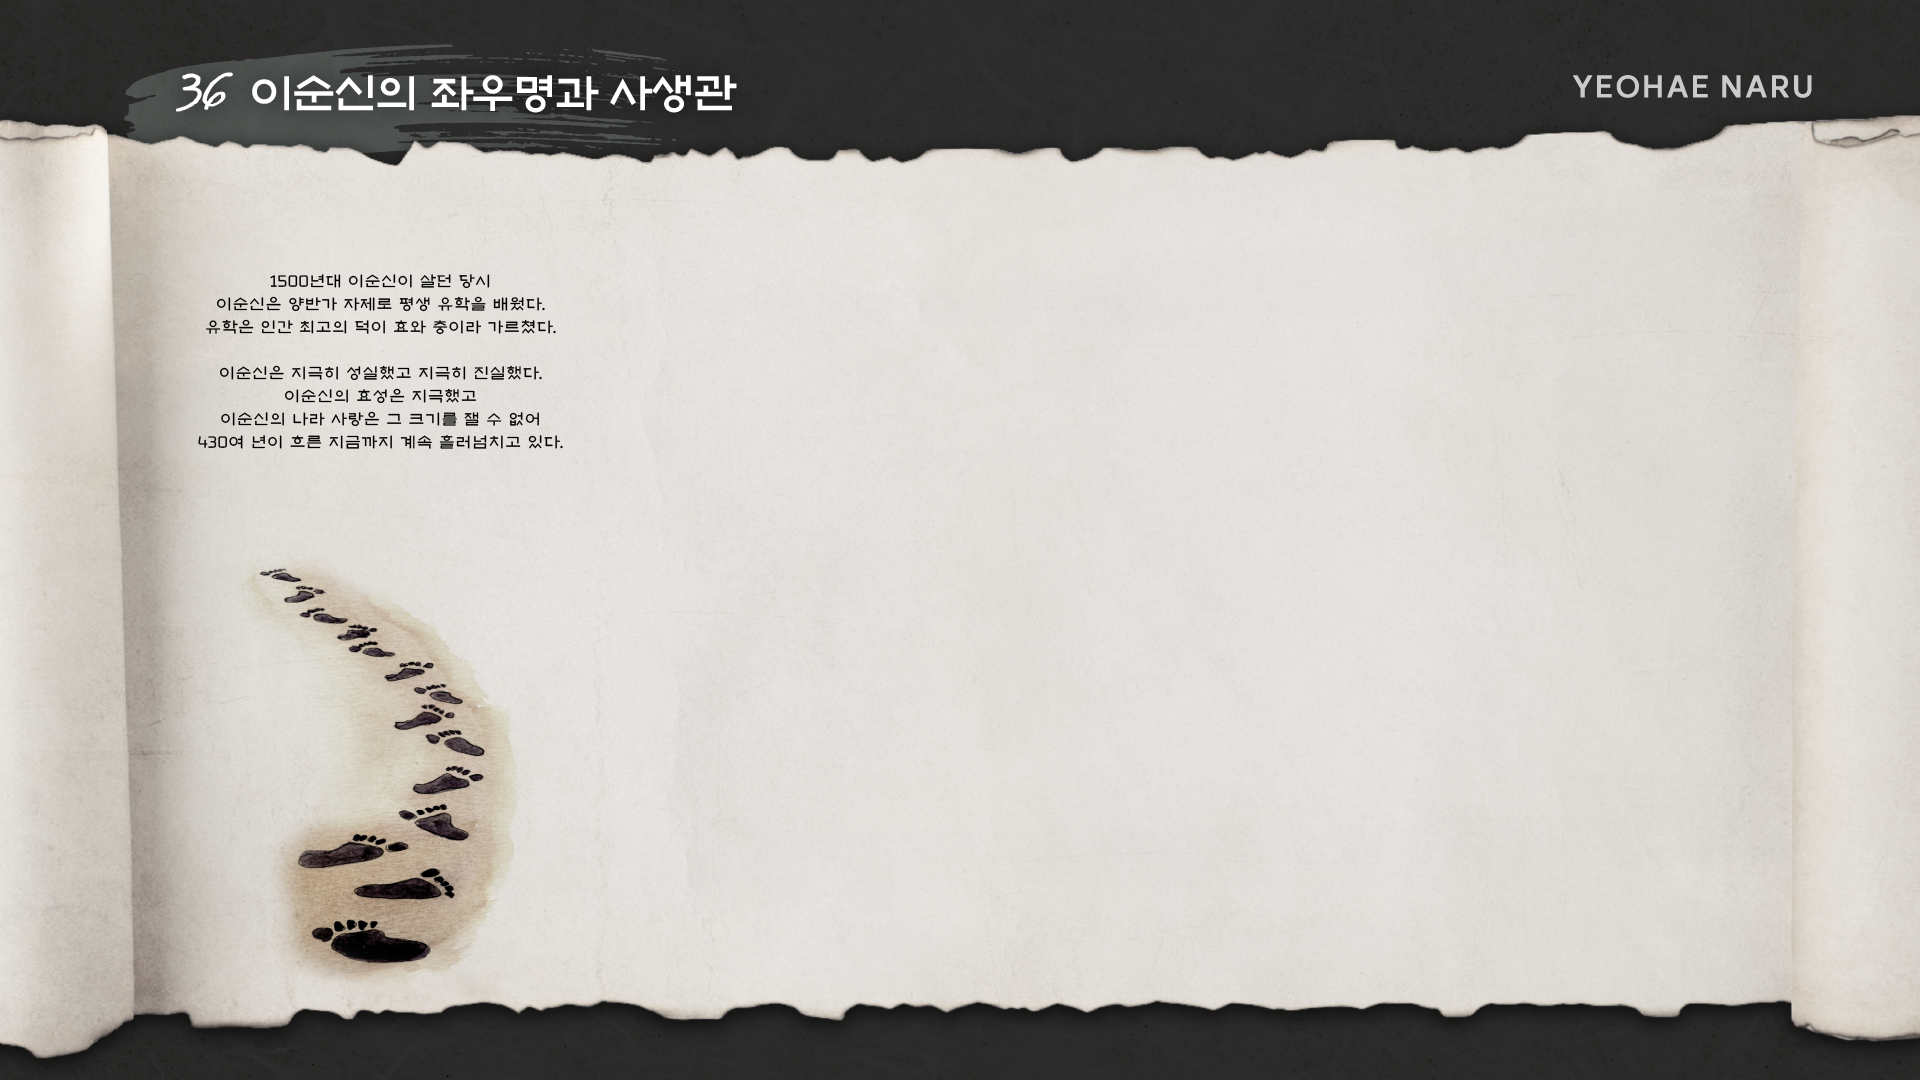 36 이순신의 좌우명과 사생관
YEOHAE NARU
1500년대 이순신이 살던 당시
이순신은 양반가 자제로 평생 유학을 배웠다.
유학은 인간 최고의 덕이 효와 충이라 가르쳤다.
이순신은 지극히 성실했고 지극히 진실했다.
이순신의 효성은 지극했고
이순신의 나라 사랑은 그 크기를 잴 수 없어
430여 년이 흐른 지금까지 계속 흘러넘치고 있다.